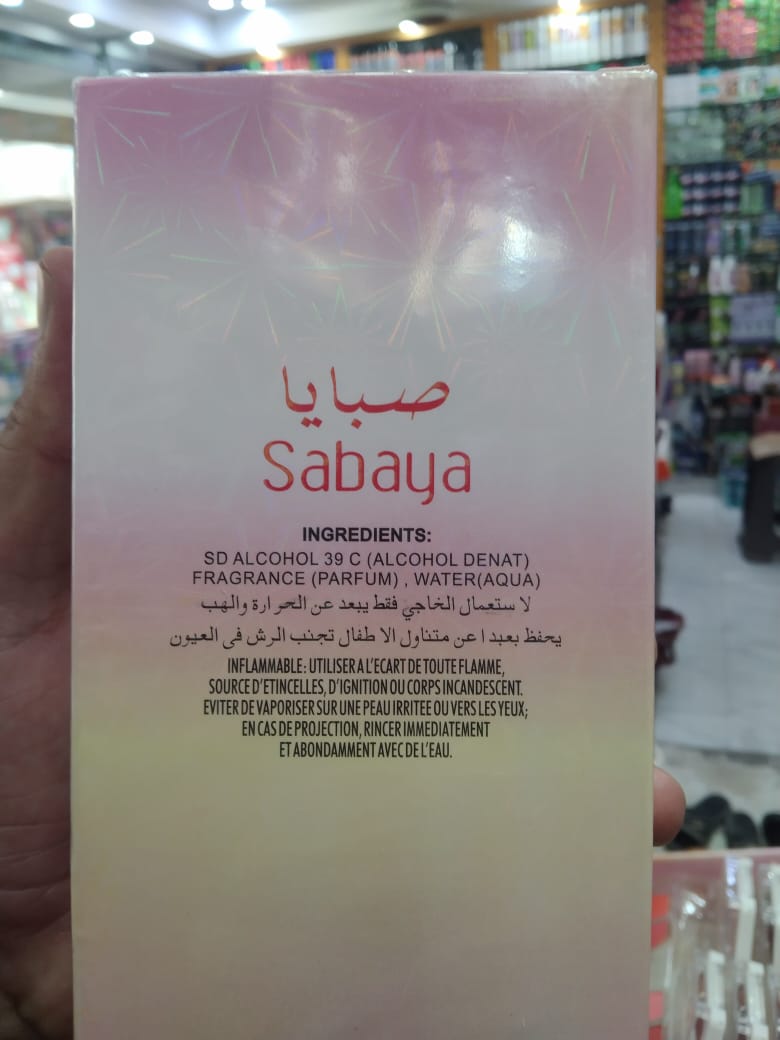 صبايا
Sabaya
INGREDIENTS:
SD ALCOHOL 39 C (ALCOHOL DENAT)
FRAGRANCE (PARFUM) , WATER(AQUA)
لا ستعمال الخاجي فقط يبعد عن الحرارة والهب
يحفظ بعبدا عن متناول الا طفال تجنب الرش فى العيون
INFLAMMABLE: UTILISER A L'ECART DE TOUTE FLAMME,
SOURCE D'ETINCELLES, D'IGNITION OU CORPS INCANDESCENT.
EVITER DE VAPORISER SUR UNE PEAU IRRITEE OU VERS LES YEUX;
EN CAS DE PROJECTION, RINCER IMMEDIATEMENT
ET ABONDAMMENT AVEC DE L'EAU.